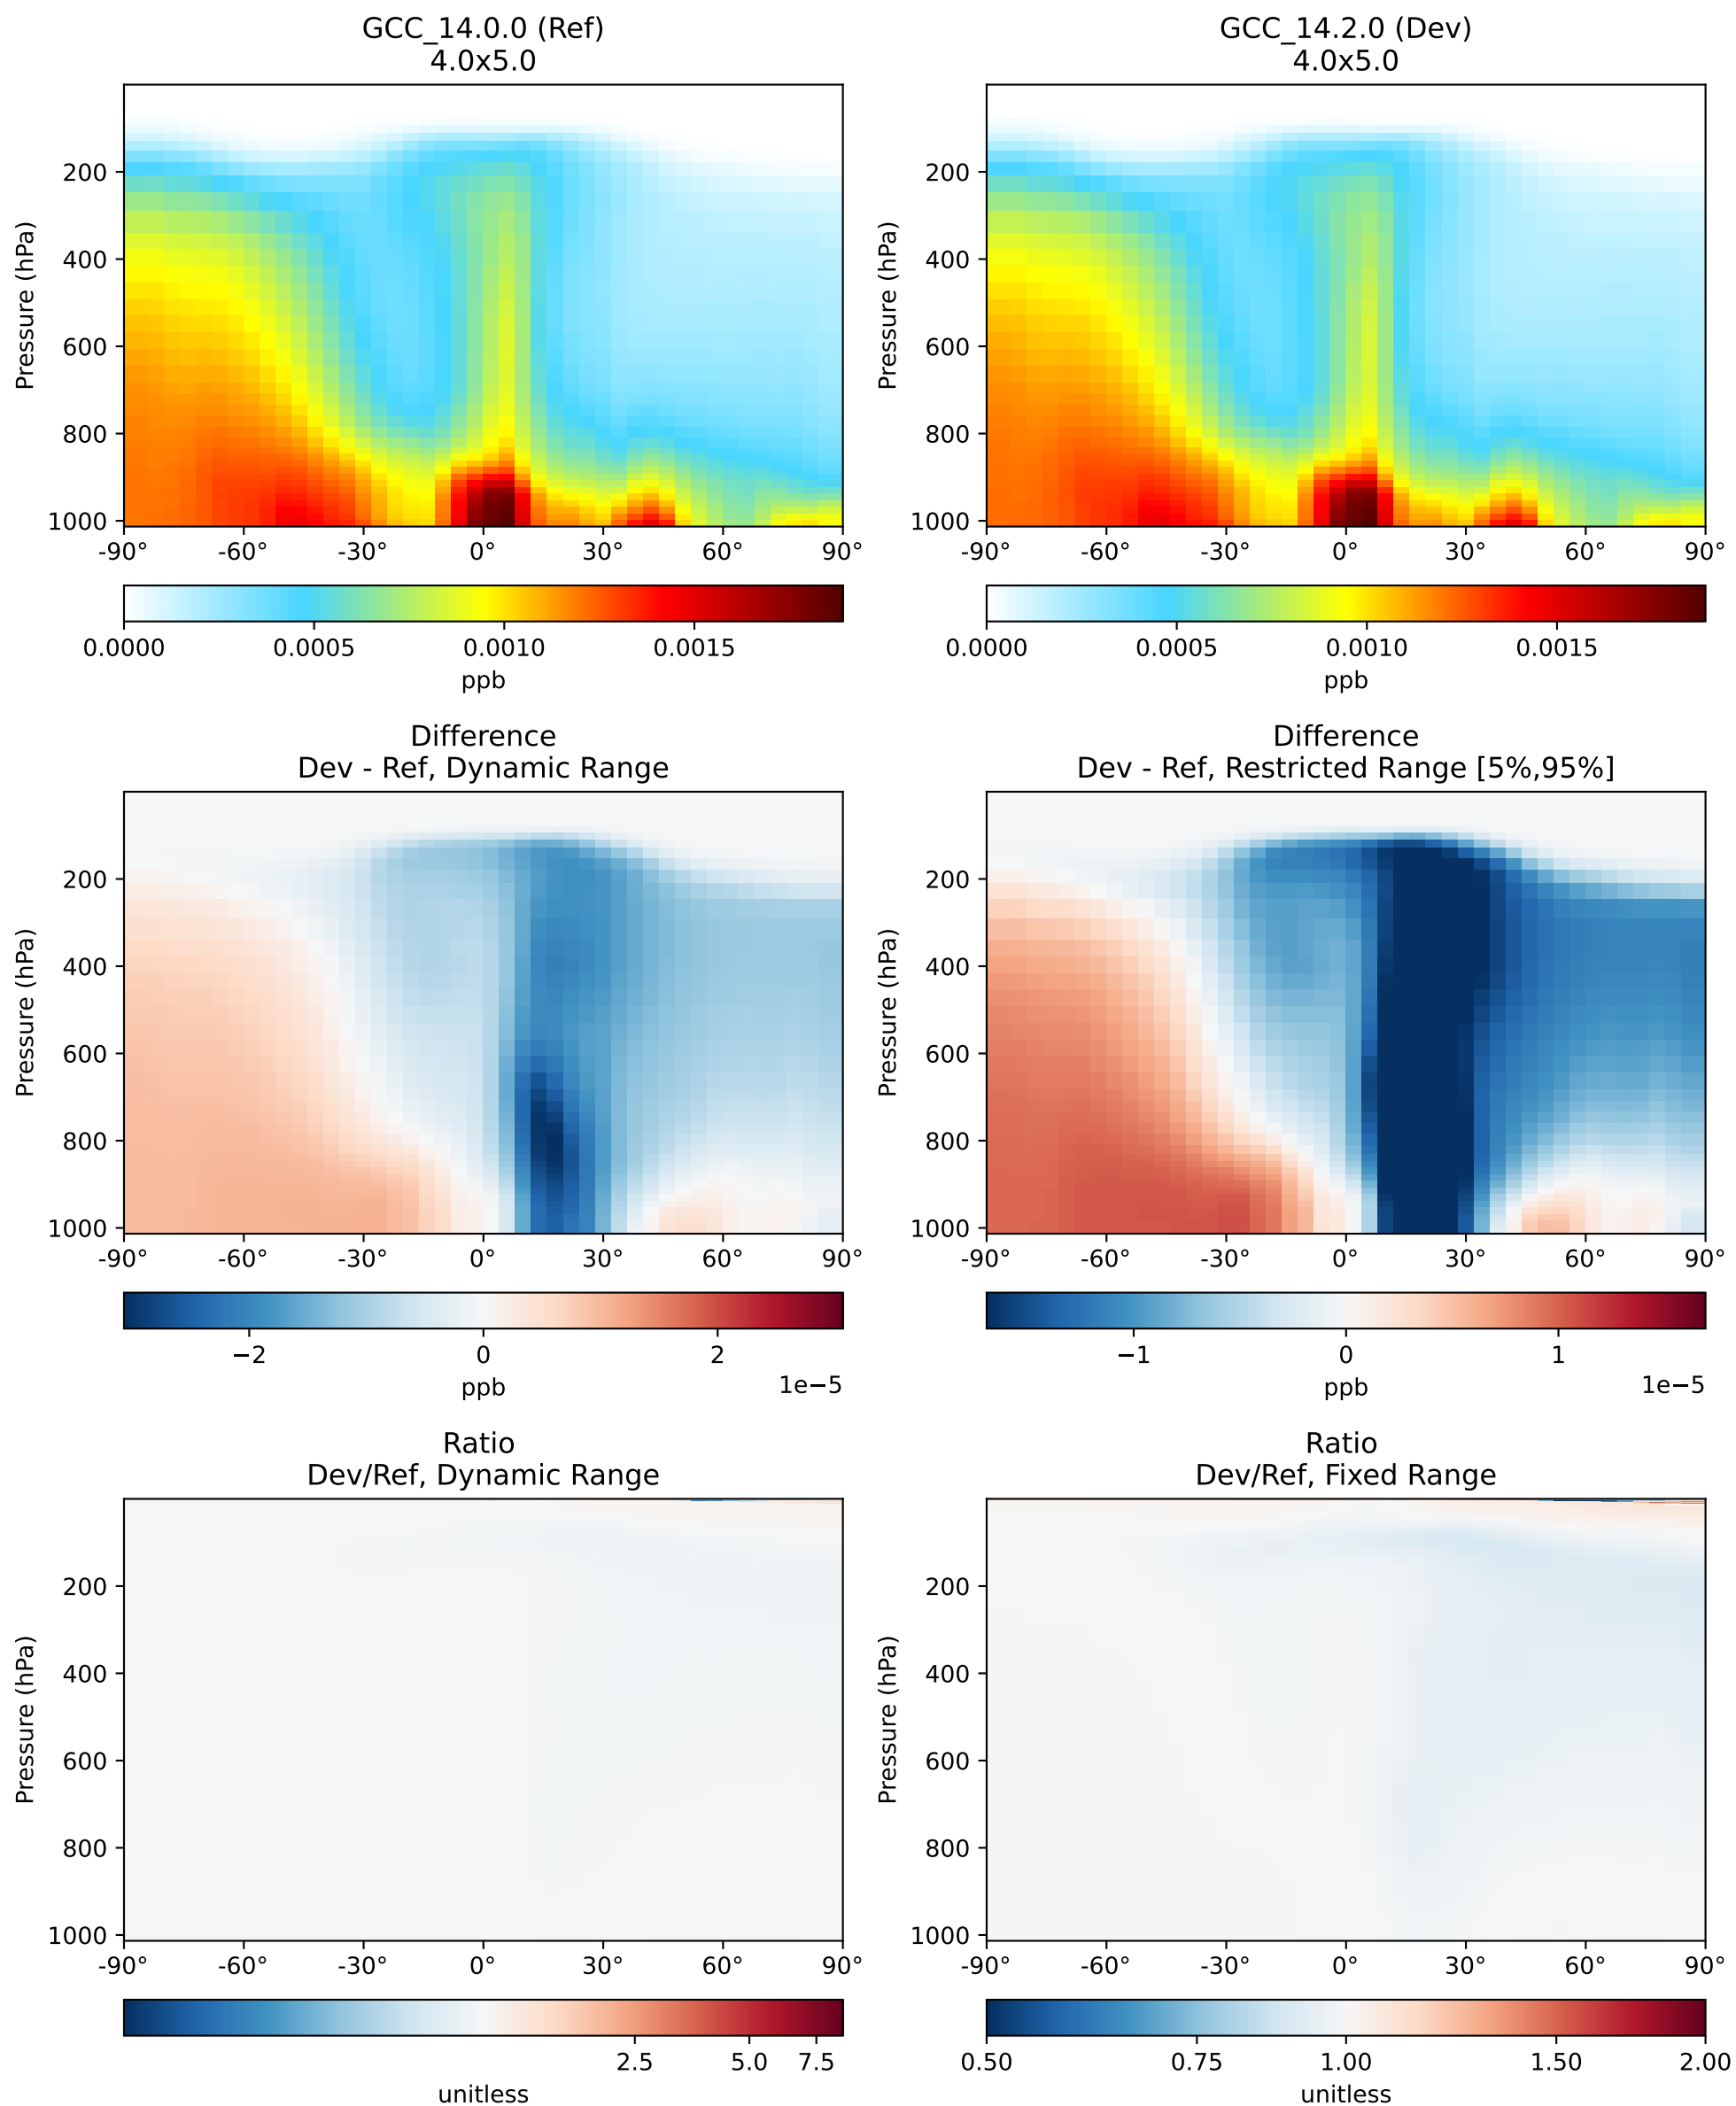 GCC_14.0.0 (Ref)
4.0x5.0
Pressure (hPa)
200
400
600
800
1000
-90° -60° -30° 0° 30° 60° 90°
0.0000 0.0005 0.0010 0.0015
ppb
GCC_14.2.0 (Dev)
4.0x5.0
Pressure (hPa)
200
400
600
800
1000
-90° -60° -30° 0° 30° 60° 90°
0.0000 0.0005 0.0010 0.0015
ppb
Difference
Dev - Ref, Dynamic Range
Pressure (hPa)
200
400
600
800
1000
-90° -60° -30° 0° 30° 60° 90°
−2 0 2
ppb 1e−5
Difference
Dev - Ref, Restricted Range [5%,95%]
Pressure (hPa)
200
400
600
800
1000
-90° -60° -30° 0° 30° 60° 90°
−1 0 1
ppb 1e−5
Ratio
Dev/Ref, Dynamic Range
Pressure (hPa)
200
400
600
800
1000
-90° -60° -30° 0° 30° 60° 90°
2.5 5.0 7.5
unitless
Ratio
Dev/Ref, Fixed Range
Pressure (hPa)
200
400
600
800
1000
-90° -60° -30° 0° 30° 60° 90°
0.50 0.75 1.00 1.50 2.00
unitless